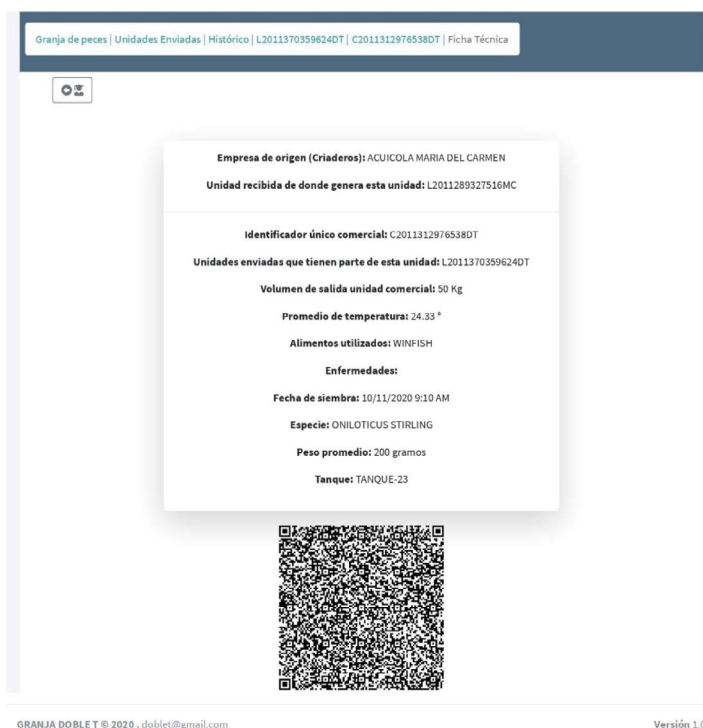 Granja de peces | Unidades Enviadas | Histórico | L2011370359624DT | C2011312976538DT | Ficha Técnica
Empresa de origen (Criaderos): ACUICOLA MARIA DEL CARMEN
Unidad recibida de donde genera esta unidad: L2011289327516MC
Identificador único comercial: C2011312976538DT
Unidades enviadas que tienen parte de esta unidad: L2011370359624DT
Volumen de salida unidad comercial: 50 Kg
Promedio de temperatura: 24.33 °
Alimentos utilizados: WINFISH
Enfermedades:
Fecha de siembra: 10/11/2020 9:10 AM
Especie: ONILOTICUS STIRLING
Peso promedio: 200 gramos
Tanque: TANQUE-23
GRANJA DOBLE T © 2020 . doblet@gmail.com
Versión 1.0